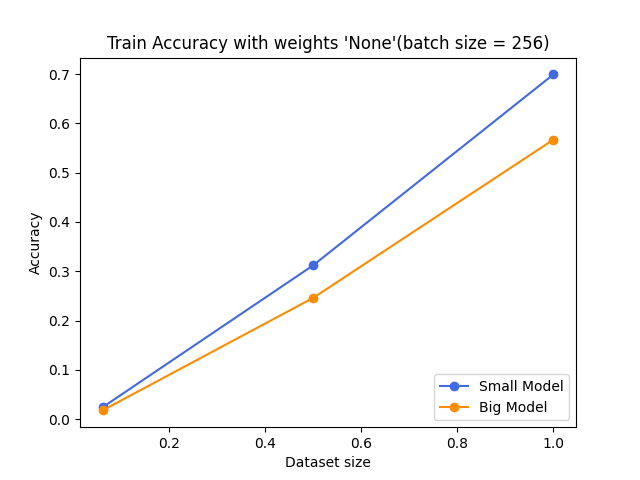 Train Accuracy with weights 'None'(batch size = 256)
0.7
0.6
0.5
0.4
0.3
0.2
0.1
0.0
Accuracy
Small Model
Big Model
0.2
0.4
0.6
0.8
1.0
Dataset size